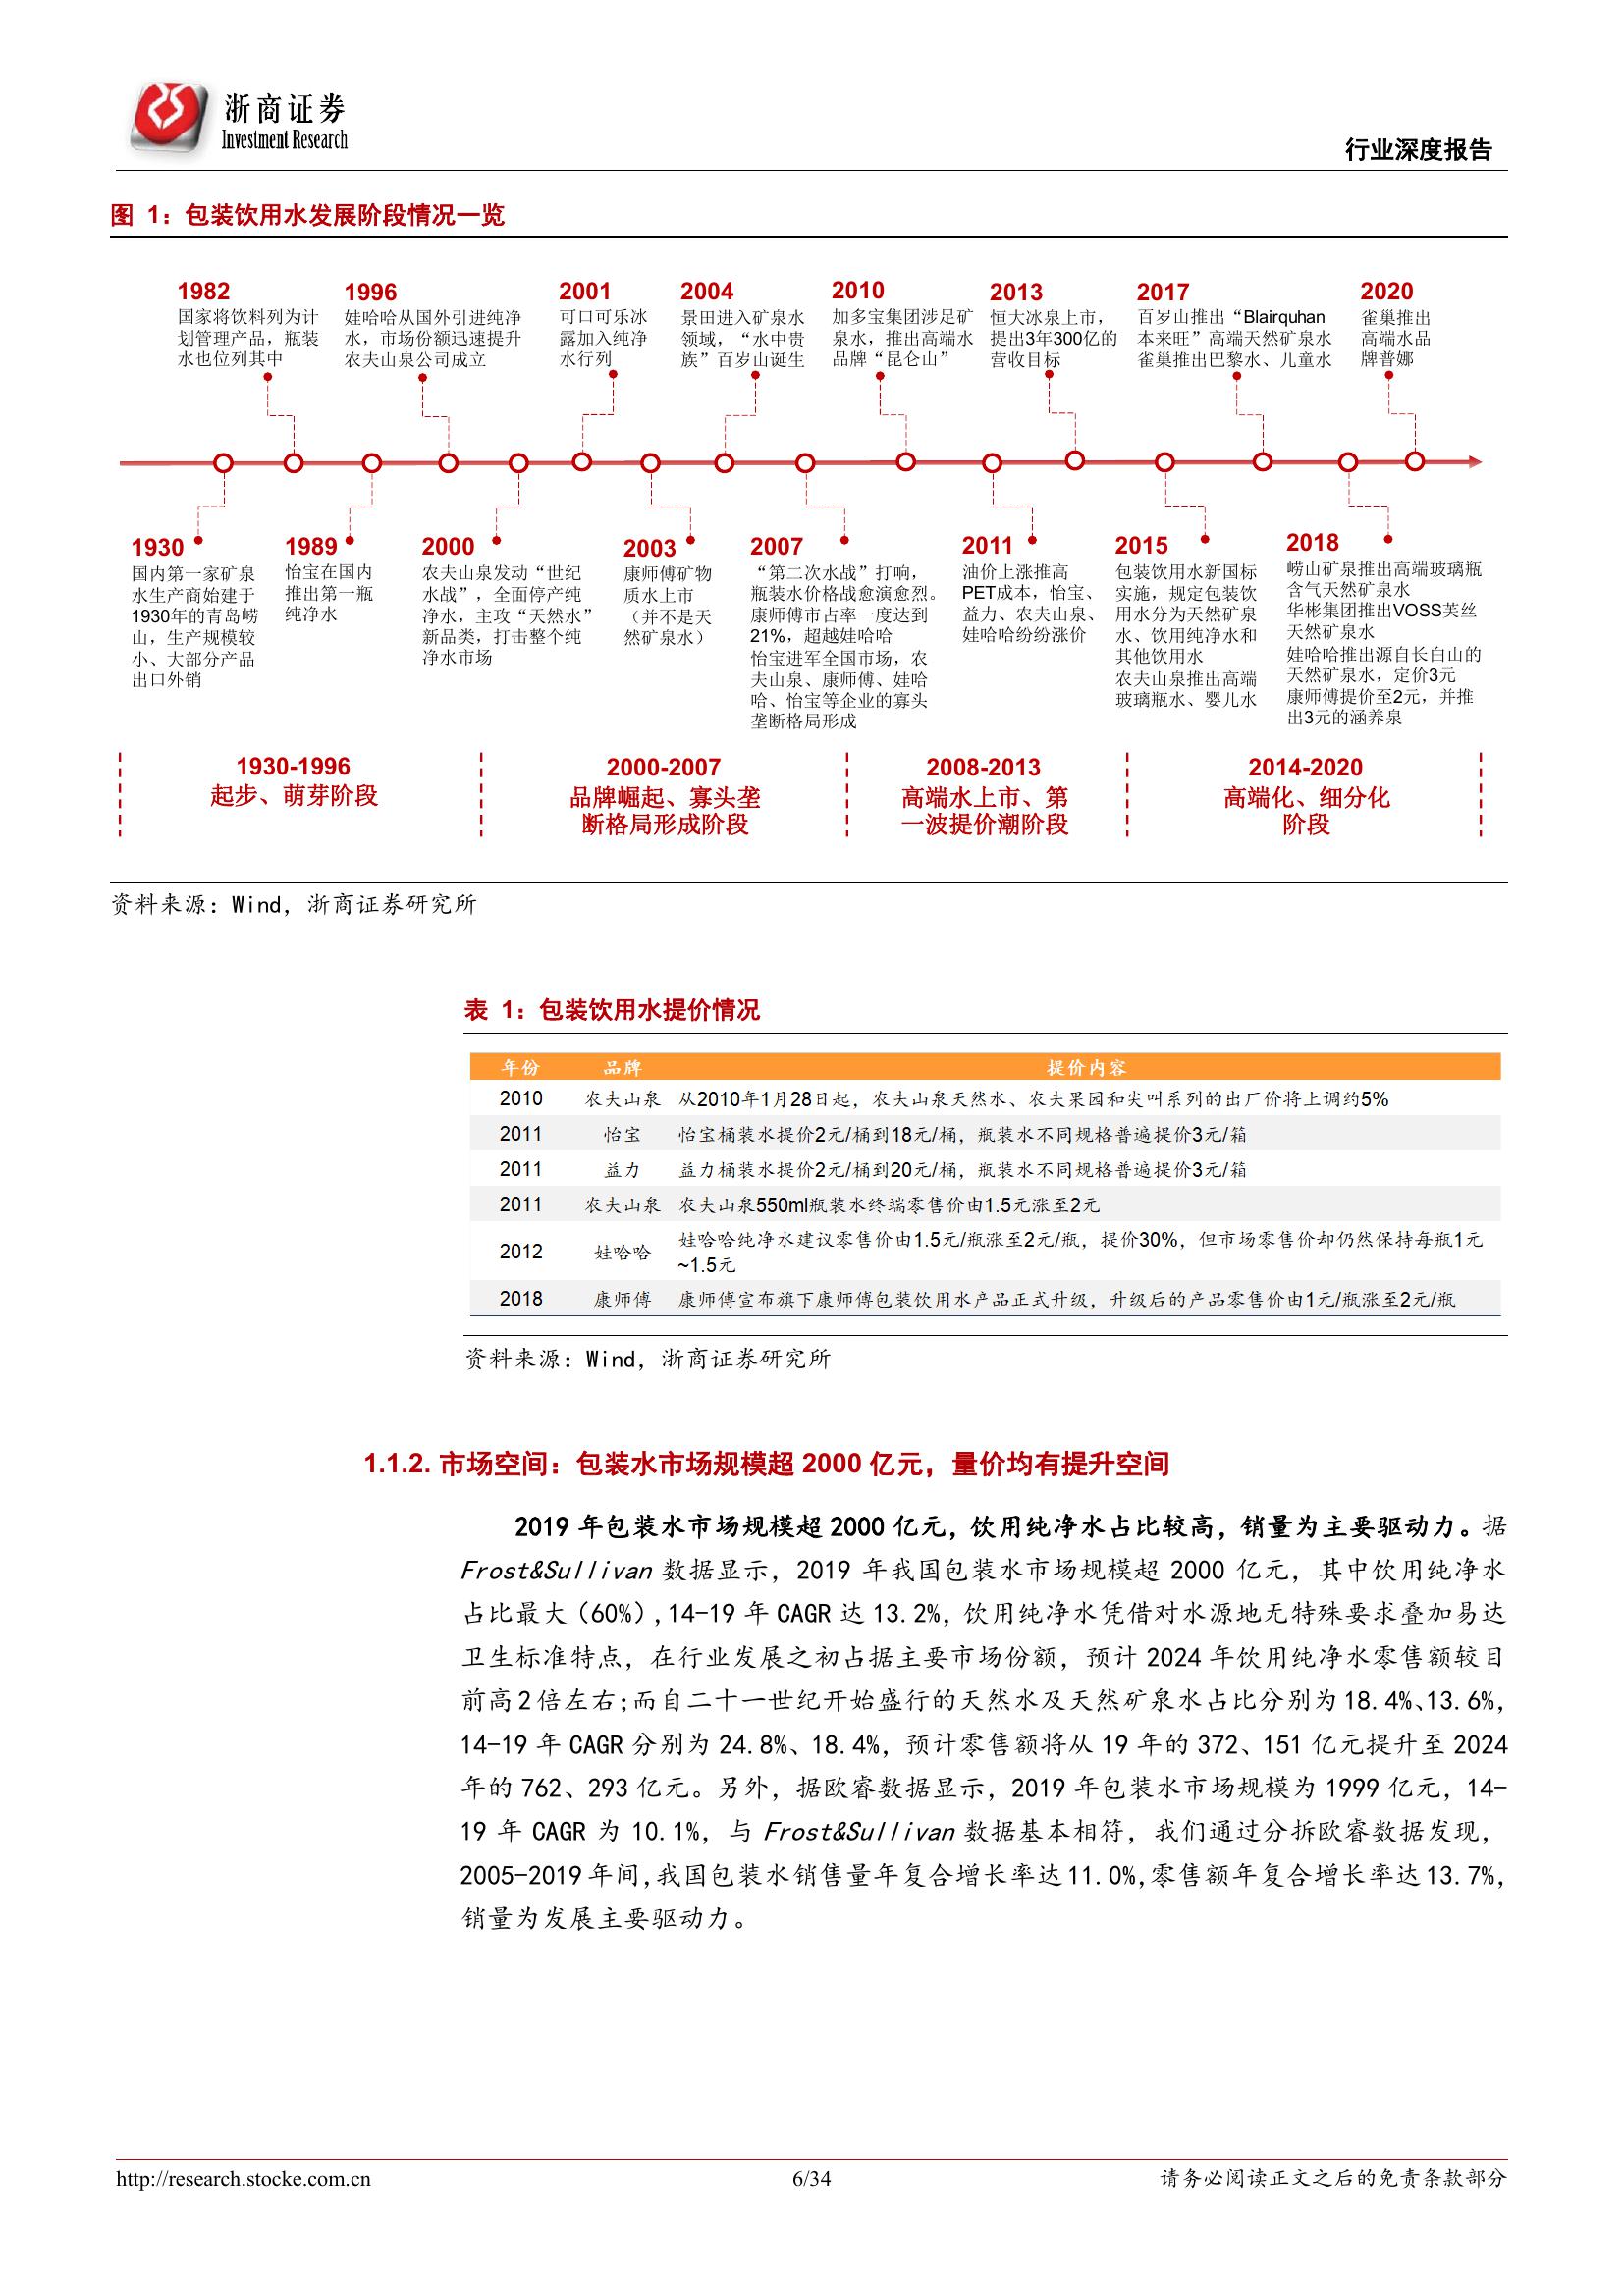 浙商证券
Investment Research
行业深度报告
图 1：包装饮用水发展阶段情况一览
1982
国家将饮料列为计
划管理产品，瓶装
水也位列其中
1996
娃哈哈从国外引进纯净
水，市场份额迅速提升
农夫山泉公司成立
2001
可口可乐冰
露加入纯净
水行列
2004
景田进入矿泉水
领域，“水中贵
族”百岁山诞生
2010
加多宝集团涉足矿
泉水，推出高端水
品牌“昆仑山”
2013
恒大冰泉上市，
提出3年300亿的
营收目标
2017
百岁山推出“Blairquhan
本来旺”高端天然矿泉水
雀巢推出巴黎水、儿童水
2020
雀巢推出
高端水品
牌普娜
1930
国内第一家矿泉
水生产商始建于
1930年的青岛崂
山，生产规模较
小、大部分产品
出口外销
1989
怡宝在国内
推出第一瓶
纯净水
2000
农夫山泉发动“世纪
水战”，全面停产纯
净水，主攻“天然水”
新品类，打击整个纯
净水市场
2003
康师傅矿物
质水上市
（并不是天
然矿泉水）
2007
“第二次水战”打响，
瓶装水价格战愈演愈烈。
康师傅市占率一度达到
21%，超越娃哈哈
怡宝进军全国市场，农
夫山泉、康师傅、娃哈
哈、怡宝等企业的寡头
垄断格局形成
2011
油价上涨推高
PET成本，怡宝、
益力、农夫山泉、
娃哈哈纷纷涨价
2015
包装饮用水新国标
实施，规定包装饮
用水分为天然矿泉
水、饮用纯净水和
其他饮用水
农夫山泉推出高端
玻璃瓶水、婴儿水
2018
崂山矿泉推出高端玻璃瓶
含气天然矿泉水
华彬集团推出VOSS芙丝
天然矿泉水
娃哈哈推出源自长白山的
天然矿泉水，定价3元
康师傅提价至2元，并推
出3元的涵养泉
1930-1996
起步、萌芽阶段
2000-2007
品牌崛起、寡头垄
断格局形成阶段
2008-2013
高端水上市、第
一波提价潮阶段
2014-2020
高端化、细分化
阶段
资料来源：Wind，浙商证券研究所
表 1：包装饮用水提价情况
年份 品牌 提价内容
2010 农夫山泉 从2010年1月28日起，农夫山泉天然水、农夫果园和尖叫系列的出厂价将上调约5%
2011 怡宝 怡宝桶装水提价2元/桶到18元/桶，瓶装水不同规格普遍提价3元/箱
2011 益力 益力桶装水提价2元/桶到20元/桶，瓶装水不同规格普遍提价3元/箱
2011 农夫山泉 农夫山泉550ml瓶装水终端零售价由1.5元涨至2元
2012 娃哈哈 娃哈哈纯净水建议零售价由1.5元/瓶涨至2元/瓶，提价30%，但市场零售价却仍然保持每瓶1元
~1.5元
2018 康师傅 康师傅宣布旗下康师傅包装饮用水产品正式升级，升级后的产品零售价由1元/瓶涨至2元/瓶
资料来源：Wind，浙商证券研究所
1.1.2. 市场空间：包装水市场规模超 2000 亿元，量价均有提升空间
2019 年包装水市场规模超 2000 亿元，饮用纯净水占比较高，销量为主要驱动力。据
Frost&Sullivan 数据显示，2019 年我国包装水市场规模超 2000 亿元，其中饮用纯净水
占比最大（60%），14-19 年 CAGR 达 13.2%，饮用纯净水凭借对水源地无特殊要求叠加易达
卫生标准特点，在行业发展之初占据主要市场份额，预计 2024 年饮用纯净水零售额较目
前高 2 倍左右；而自二十一世纪开始盛行的天然水及天然矿泉水占比分别为 18.4%、13.6%，
14-19 年 CAGR 分别为 24.8%、18.4%，预计零售额将从 19 年的 372、151 亿元提升至 2024
年的 762、293 亿元。另外，据欧睿数据显示，2019 年包装水市场规模为 1999 亿元，14-
19 年 CAGR 为 10.1%，与 Frost&Sullivan 数据基本相符，我们通过分拆欧睿数据发现，
2005-2019 年间，我国包装水销售量年复合增长率达 11.0%，零售额年复合增长率达 13.7%，
销量为发展主要驱动力。
http://research.stocke.com.cn
6/34
请务必阅读正文之后的免责条款部分